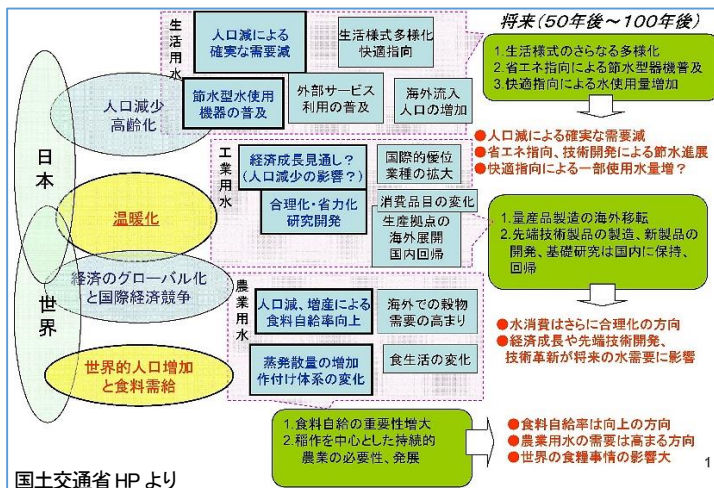 将来(50年後～100年後)
日本
世界
人口減少
高齢化
温暖化
経済のグローバル化
と国際経済競争
世界的人口増加
と食料需給
生活用水
人口減による
確実な需要減
生活様式多様化
快適指向
節水型水使用
機器の普及
外部サービス
利用の普及
海外流入
人口の増加
1.生活様式のさらなる多様化
2.省エネ指向による節水型器機普及
3.快適指向による水使用量増加
●人口減による確実な需要減
●省エネ指向、技術開発による節水進展
●快適指向による一部使用水量増?
工業用水
経済成長見通し?
(人口減少の影響?)
国際的優位
業種の拡大
合理化・省力化
研究開発
消費品目の変化
生産拠点の
海外展開
国内回帰
1.量産品製造の海外移転
2.先端技術製品の製造、新製品の
開発、基礎研究は国内に保持、
回帰
●水消費はさらに合理化の方向
●経済成長や先端技術開発、
技術革新が将来の水需要に影響
農業用水
人口減、増産による
食料自給率向上
海外での穀物
需要の高まり
蒸発散量の増加
作付け体系の変化
食生活の変化
1.食料自給の重要性増大
2.稲作を中心とした持続的
農業の必要性、発展
●食料自給率は向上の方向
●農業用水の需要は高まる方向
●世界の食糧事情の影響大
1
国土交通省 HP より